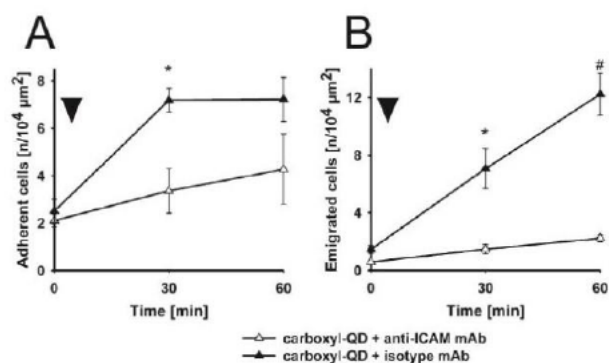 A
B
*
*
#
Adherent cells [n/10⁴ µm²]
8
6
4
2
0
0
30
60
Time [min]
Emigrated cells [n/10⁴ µm²]
12
8
4
0
0
30
60
Time [min]
carboxyl-QD + anti-ICAM mAb
carboxyl-QD + isotype mAb